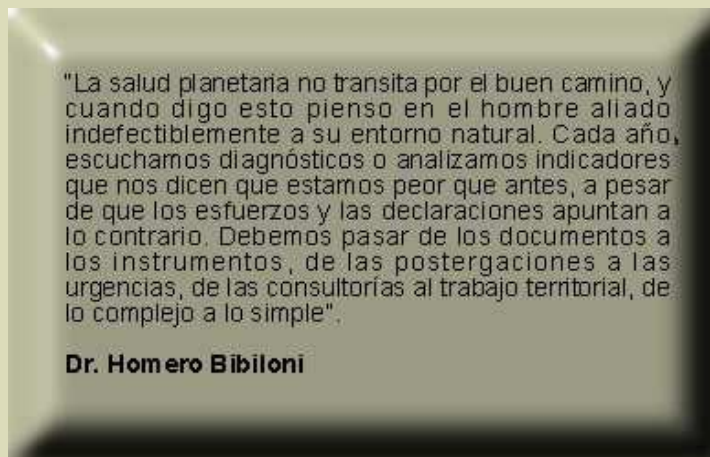 "La salud planetaria no transita por el buen camino, y
cuando digo esto pienso en el hombre aliado
indefectiblemente a su entorno natural. Cada año,
escuchamos diagnósticos o analizamos indicadores
que nos dicen que estamos peor que antes, a pesar
de que los esfuerzos y las declaraciones apuntan a
lo contrario. Debemos pasar de los documentos a
los instrumentos, de las postergaciones a las
urgencias, de las consultorías al trabajo territorial, de
lo complejo a lo simple".
Dr. Homero Bibiloni